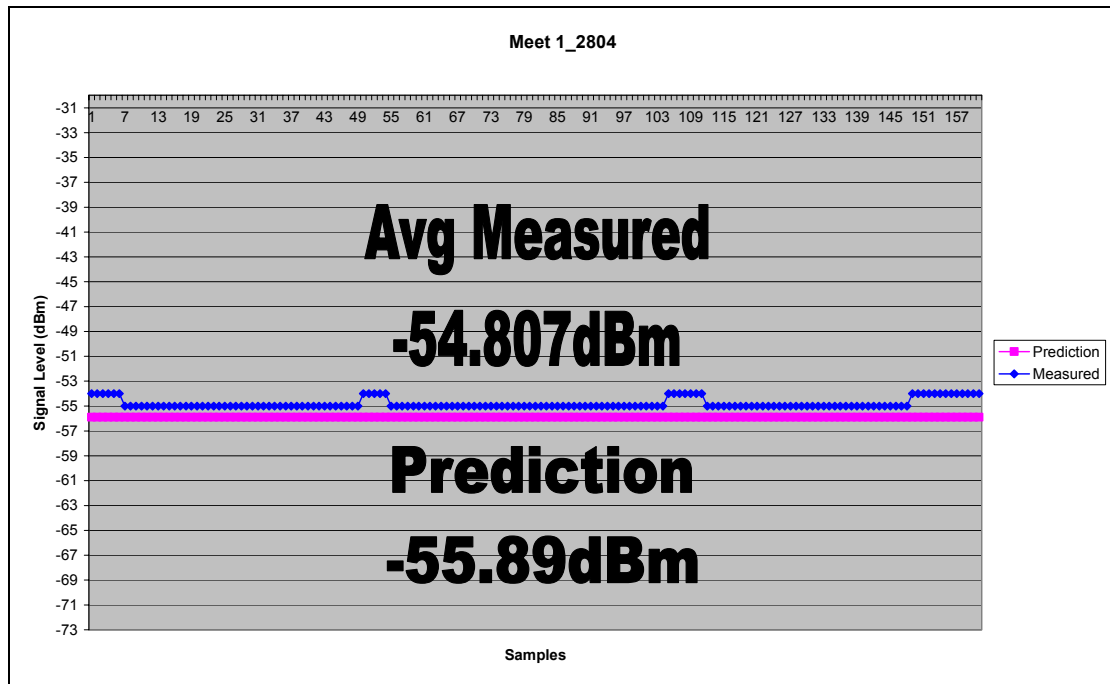 Meet 1_2804
-31
1 7 13 19 25 31 37 43 49 55 61 67 73 79 85 91 97 103 109 115 121 127 133 139 145 151 157
-33
-35
-37
-39
-41
-43
-45
-47
-49
-51
-53
-55
-57
-59
-61
-63
-65
-67
-69
-71
-73
Signal Level (dBm)
Avg Measured
-54.807dBm
Prediction
-55.89dBm
Prediction
Measured
Samples